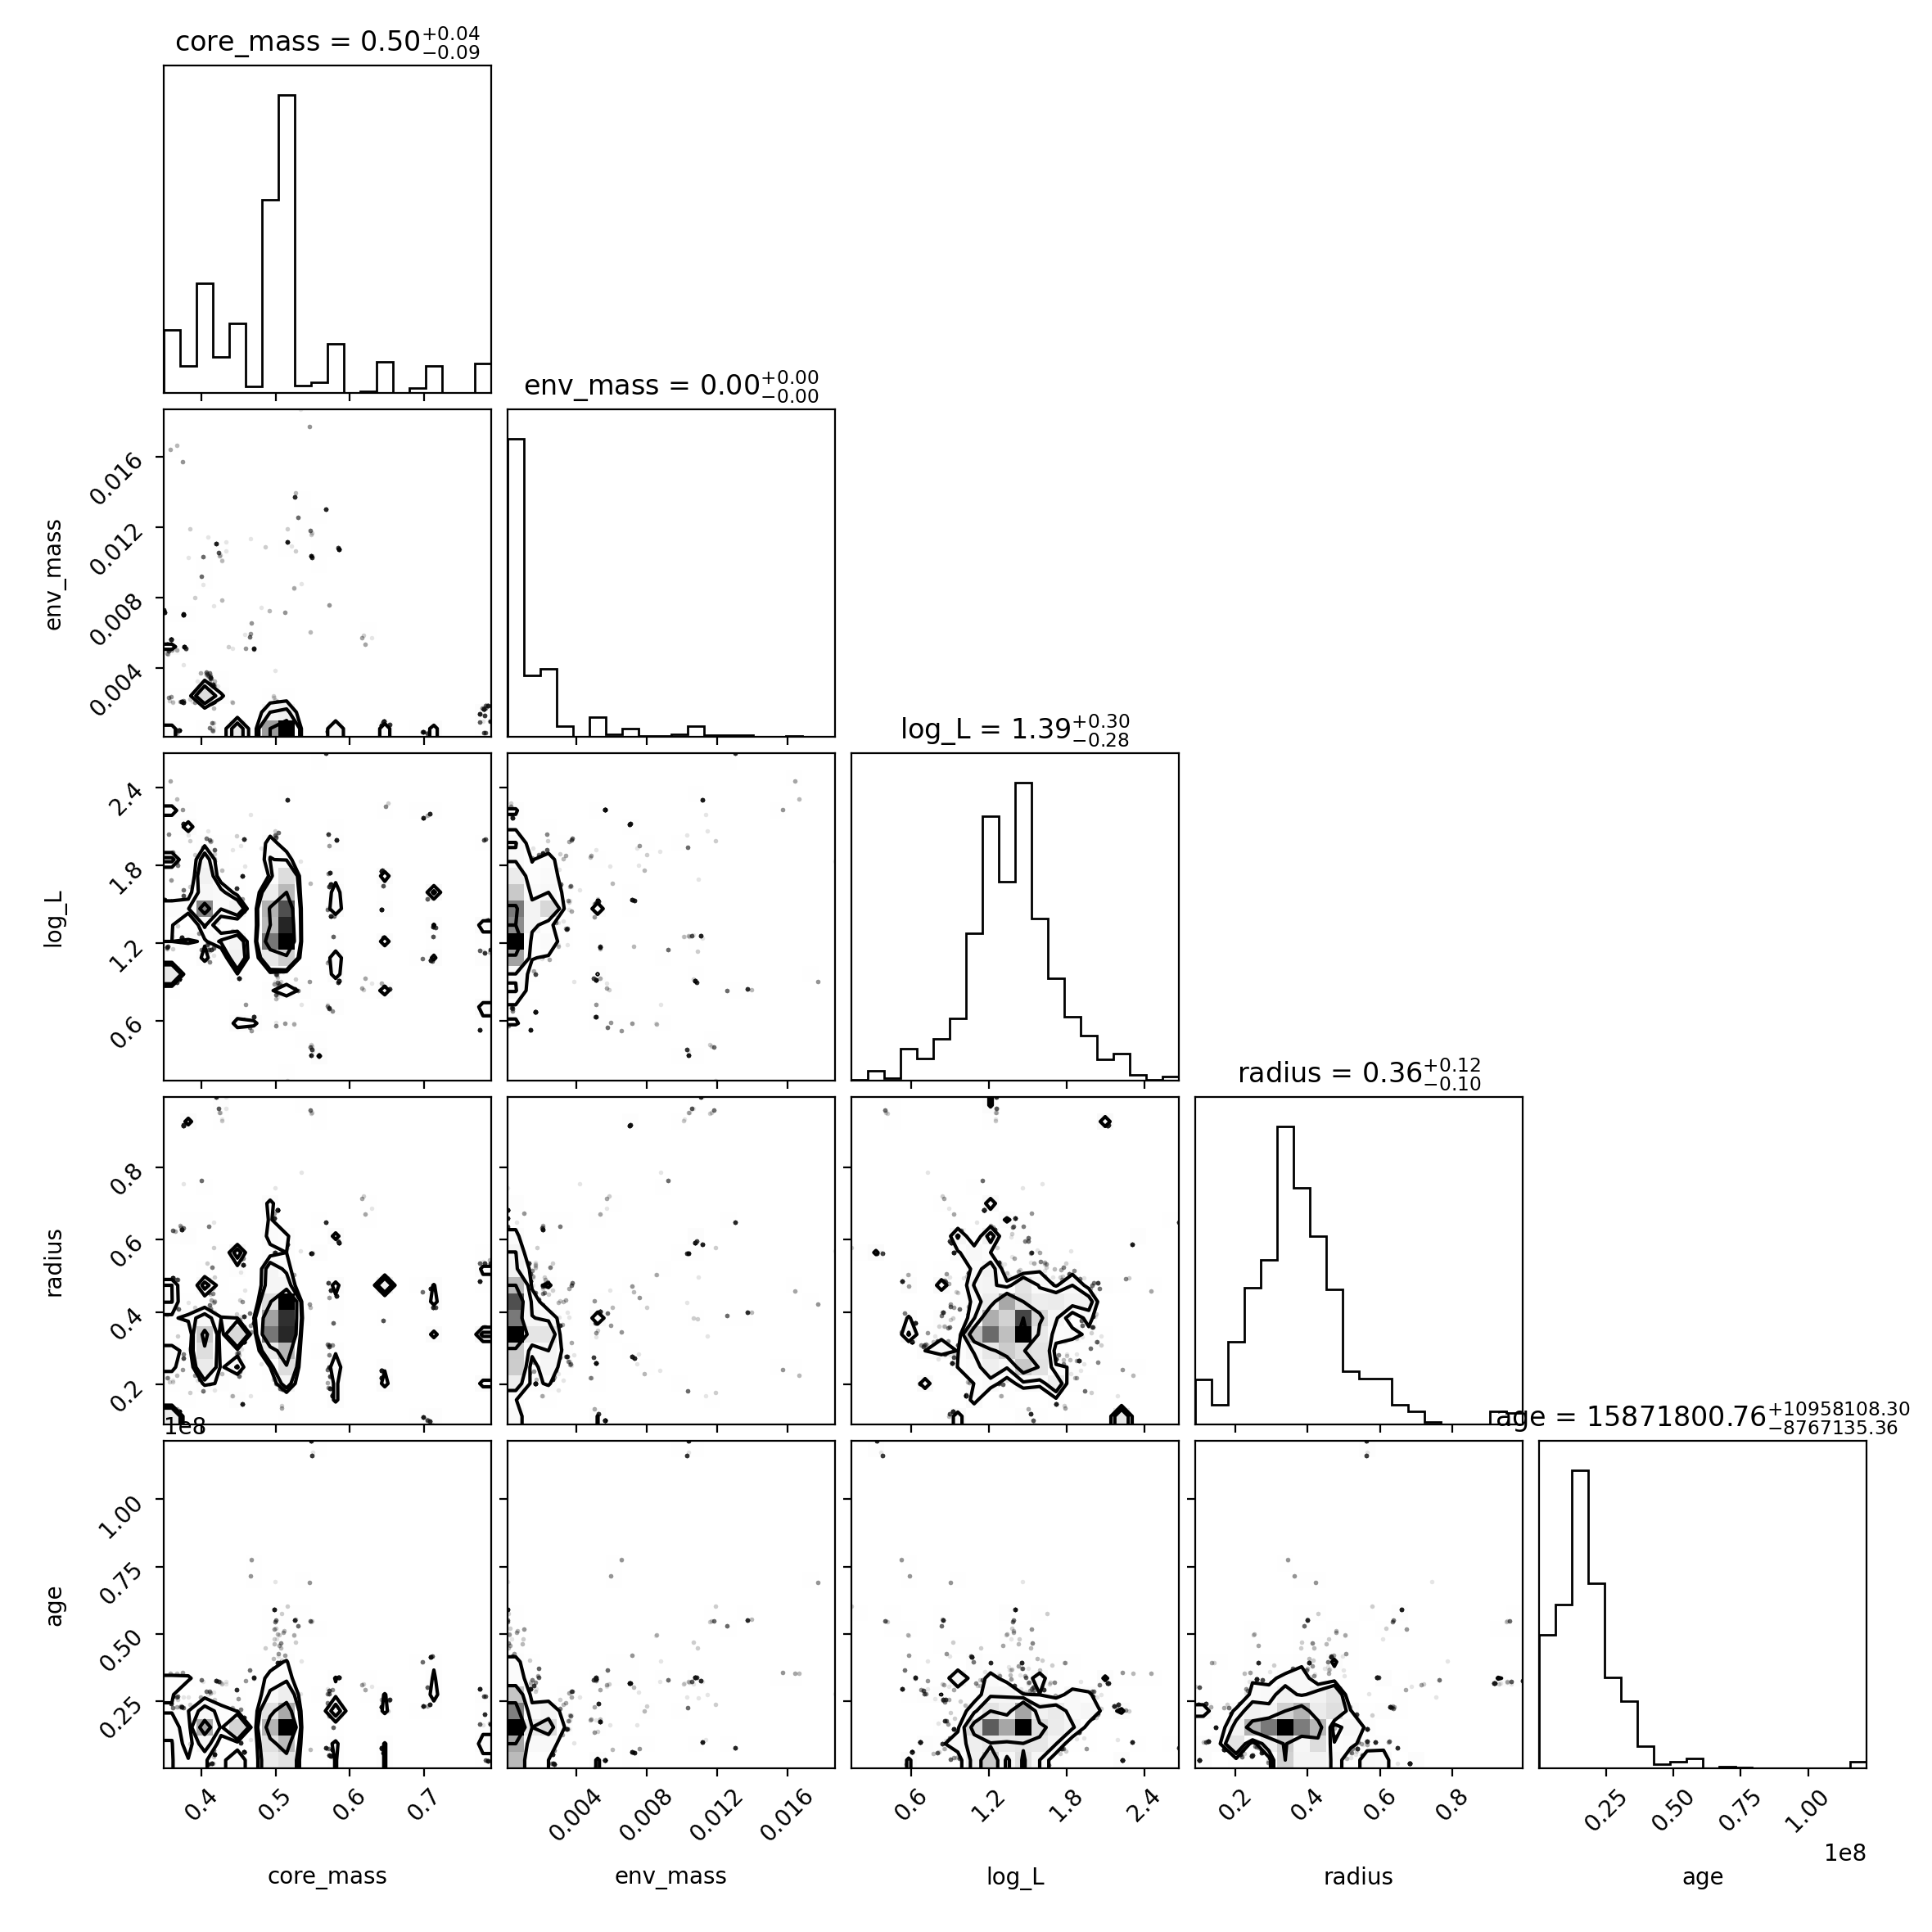 core_mass = 0.50+0.04−0.09
env_mass = 0.00+0.00−0.00
env_mass
0.016
0.012
0.008
0.004
log_L = 1.39+0.30−0.28
log_L
2.4
1.8
1.2
0.6
radius = 0.36+0.12−0.10
radius
0.8
0.6
0.4
0.2
1e8
age = 15871800.76+10958108.30−8767135.36
age
1.00
0.75
0.50
0.25
0.4 0.5 0.6 0.7 0.004 0.008 0.012 0.016 0.6 1.2 1.8 2.4 0.2 0.4 0.6 0.8 0.25 0.50 0.75 1.00
1e8
core_mass env_mass log_L radius age